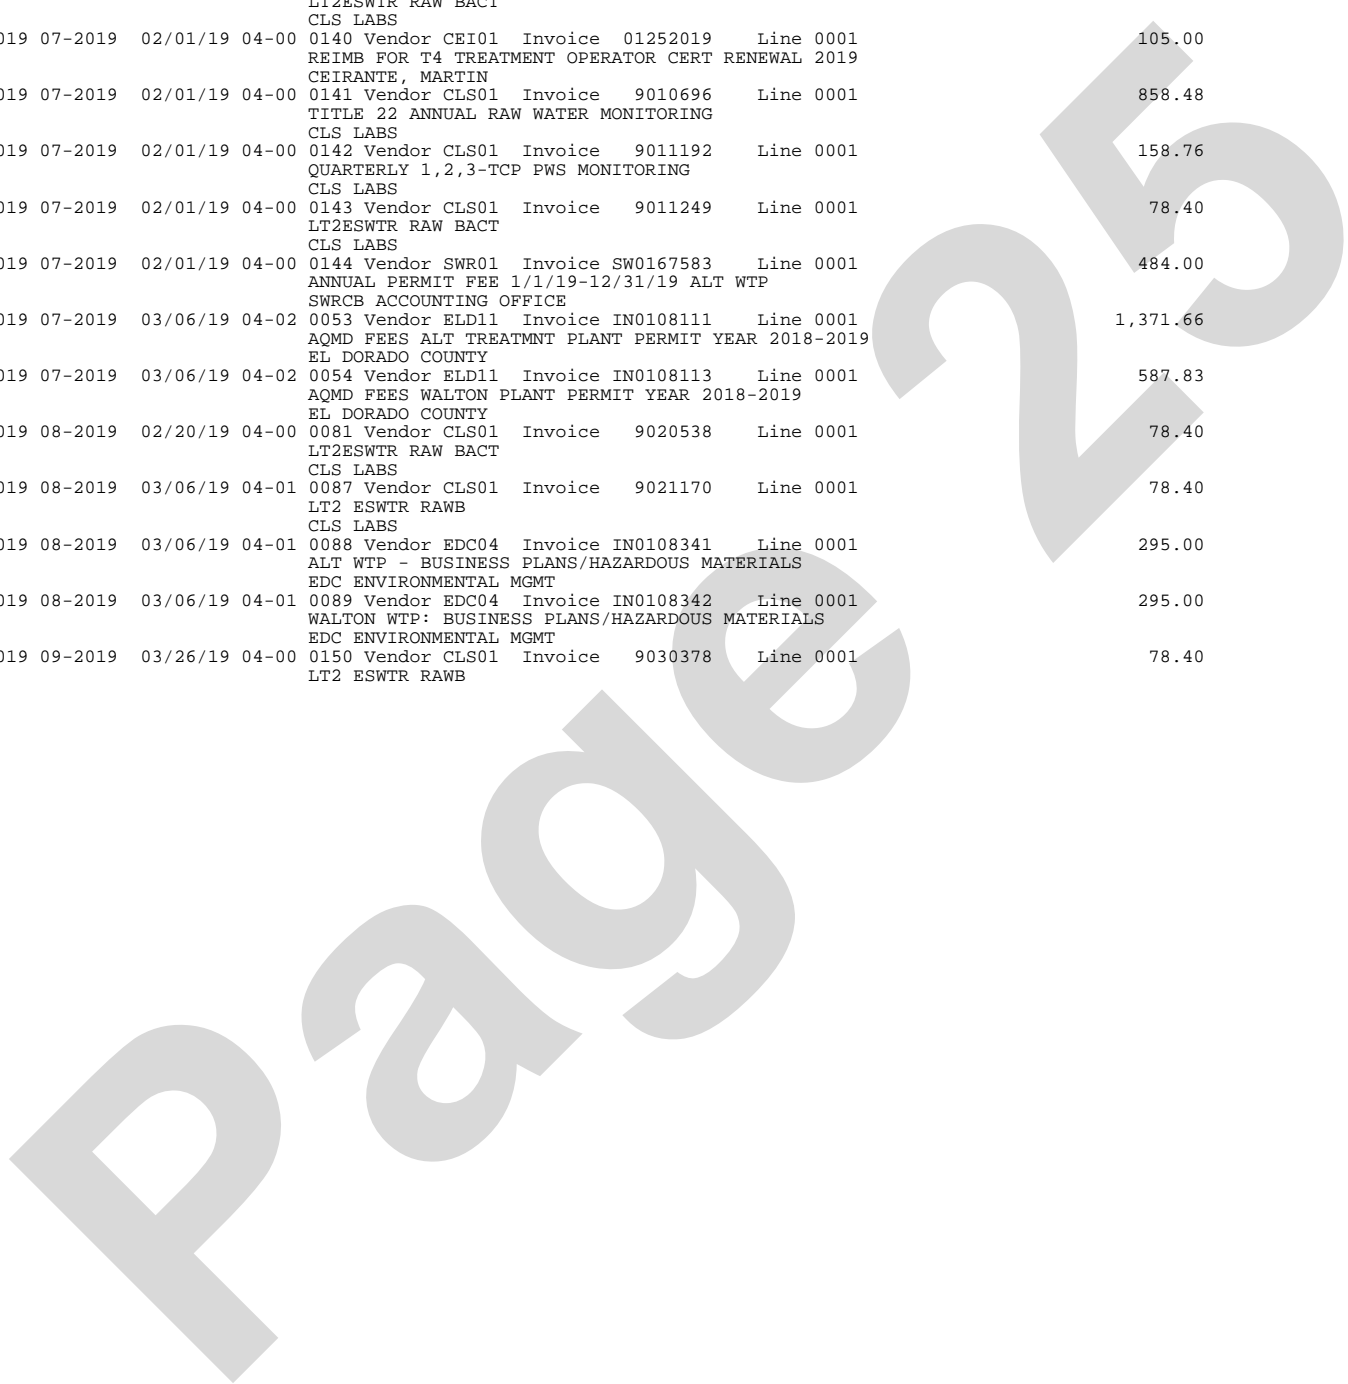 LT2ESWTR RAW BACT
CLS LABS
019 07-2019 02/01/19 04-00 0140 Vendor CEI01 Invoice 01252019 Line 0001 105.00
REIMB FOR T4 TREATMENT OPERATOR CERT RENEWAL 2019
CEIRANTE, MARTIN
019 07-2019 02/01/19 04-00 0141 Vendor CLS01 Invoice 9010696 Line 0001 858.48
TITLE 22 ANNUAL RAW WATER MONITORING
CLS LABS
019 07-2019 02/01/19 04-00 0142 Vendor CLS01 Invoice 9011192 Line 0001 158.76
QUARTERLY 1,2,3-TCP PWS MONITORING
CLS LABS
019 07-2019 02/01/19 04-00 0143 Vendor CLS01 Invoice 9011249 Line 0001 78.40
LT2ESWTR RAW BACT
CLS LABS
019 07-2019 02/01/19 04-00 0144 Vendor SWR01 Invoice SW0167583 Line 0001 484.00
ANNUAL PERMIT FEE 1/1/19-12/31/19 ALT WTP
SWRCB ACCOUNTING OFFICE
019 07-2019 03/06/19 04-02 0053 Vendor ELD11 Invoice IN0108111 Line 0001 1,371.66
AQMD FEES ALT TREATMNT PLANT PERMIT YEAR 2018-2019
EL DORADO COUNTY
019 07-2019 03/06/19 04-02 0054 Vendor ELD11 Invoice IN0108113 Line 0001 587.83
AQMD FEES WALTON PLANT PERMIT YEAR 2018-2019
EL DORADO COUNTY
019 08-2019 02/20/19 04-00 0081 Vendor CLS01 Invoice 9020538 Line 0001 78.40
LT2ESWTR RAW BACT
CLS LABS
019 08-2019 03/06/19 04-01 0087 Vendor CLS01 Invoice 9021170 Line 0001 78.40
LT2 ESWTR RAWB
CLS LABS
019 08-2019 03/06/19 04-01 0088 Vendor EDC04 Invoice IN0108341 Line 0001 295.00
ALT WTP - BUSINESS PLANS/HAZARDOUS MATERIALS
EDC ENVIRONMENTAL MGMT
019 08-2019 03/06/19 04-01 0089 Vendor EDC04 Invoice IN0108342 Line 0001 295.00
WALTON WTP: BUSINESS PLANS/HAZARDOUS MATERIALS
EDC ENVIRONMENTAL MGMT
019 09-2019 03/26/19 04-00 0150 Vendor CLS01 Invoice 9030378 Line 0001 78.40
LT2 ESWTR RAWB
Page 25